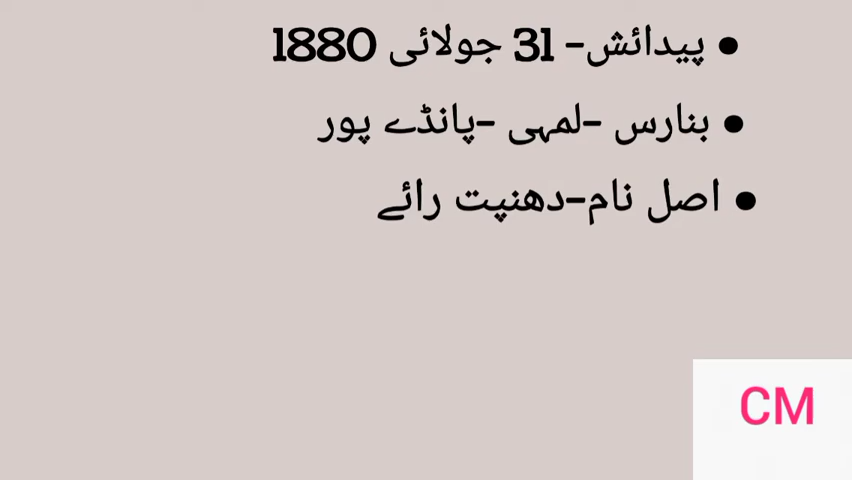 • پیدائش- 31 جولائی 1880
• بنارس -لمہی -پانڈے پور
• اصل نام-دھنپت رائے
CM